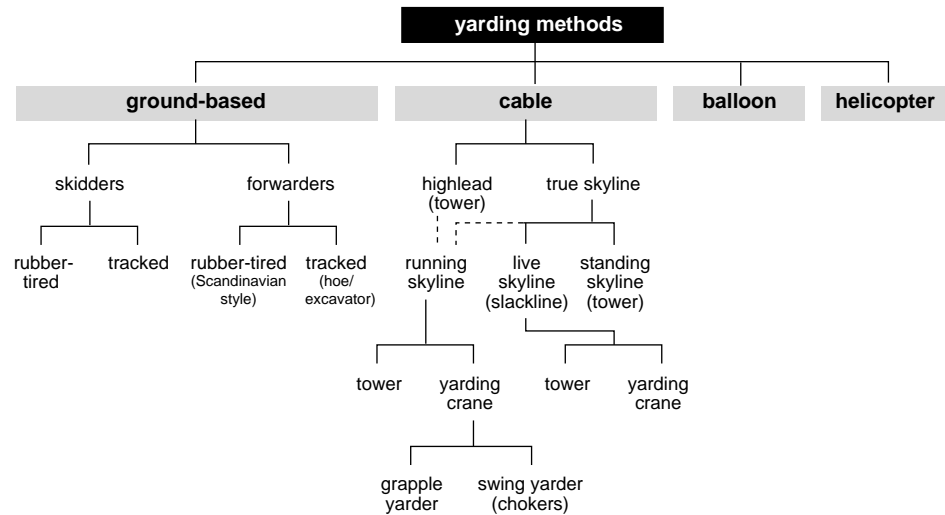 yarding methods
ground-based
cable
balloon
helicopter
skidders
forwarders
highlead
(tower)
true skyline
rubber-
tired
tracked
rubber-tired
(Scandinavian
style)
tracked
(hoe/
excavator)
running
skyline
live
skyline
(slackline)
standing
skyline
(tower)
tower
yarding
crane
tower
yarding
crane
grapple
yarder
swing yarder
(chokers)